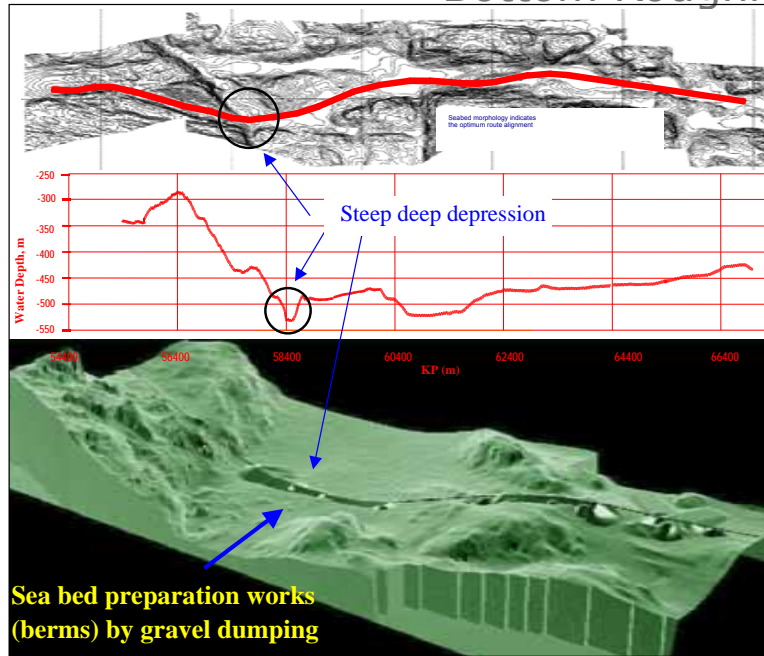 Seabed morphology indicates
the optimum route alignment
-250
-300
-350
-400
-450
-500
-550
Water Depth, m
Steep deep depression
54400
56400
58400
60400
62400
64400
66400
KP (m)
Sea bed preparation works
(berms) by gravel dumping